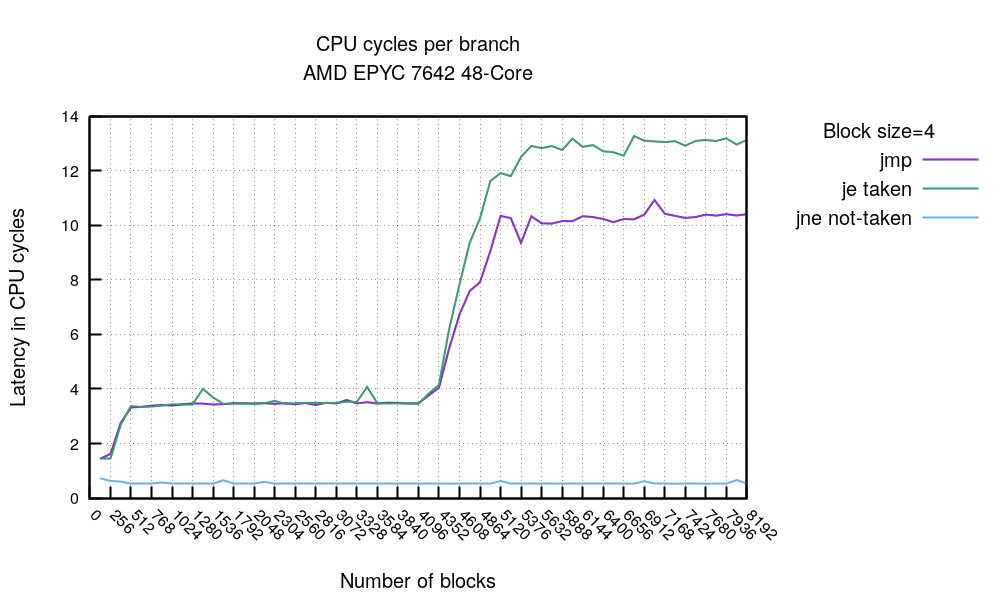 CPU cycles per branch
AMD EPYC 7642 48-Core
Block size=4
jmp
je taken
jne not-taken
Latency in CPU cycles
14
12
10
8
6
4
2
0
0 256 512 768 1024 1280 1536 1792 2048 2304 2560 2816 3072 3328 3584 3840 4096 4352 4608 4864 5120 5376 5632 5888 6144 6400 6656 6912 7168 7424 7680 7936 8192
Number of blocks